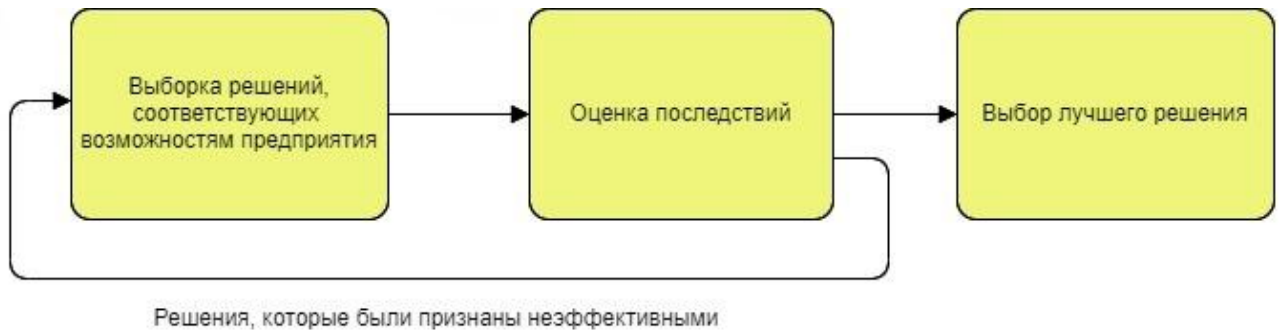 Выборка решений,
соответствующих
возможностям предприятия
Оценка последствий
Выбор лучшего решения
Решения, которые были признаны неэффективными